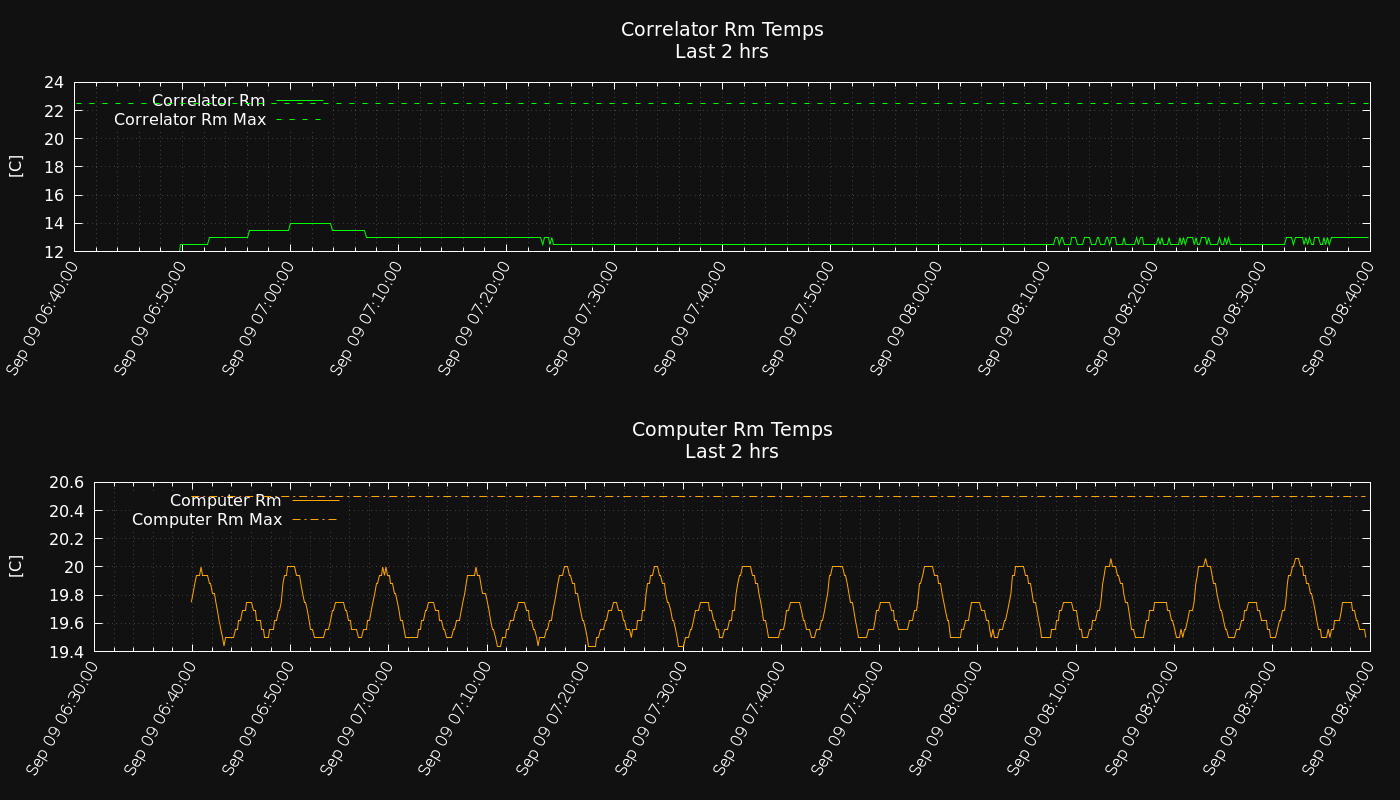 Correlator Rm Temps
Last 2 hrs
24
22
20
18
16
14
12
[C]
Correlator Rm
Correlator Rm Max
Sep 09 06:40:00
Sep 09 06:50:00
Sep 09 07:00:00
Sep 09 07:10:00
Sep 09 07:20:00
Sep 09 07:30:00
Sep 09 07:40:00
Sep 09 07:50:00
Sep 09 08:00:00
Sep 09 08:10:00
Sep 09 08:20:00
Sep 09 08:30:00
Sep 09 08:40:00
Computer Rm Temps
Last 2 hrs
20.6
20.4
20.2
20
19.8
19.6
19.4
[C]
Computer Rm
Computer Rm Max
Sep 09 06:30:00
Sep 09 06:40:00
Sep 09 06:50:00
Sep 09 07:00:00
Sep 09 07:10:00
Sep 09 07:20:00
Sep 09 07:30:00
Sep 09 07:40:00
Sep 09 07:50:00
Sep 09 08:00:00
Sep 09 08:10:00
Sep 09 08:20:00
Sep 09 08:30:00
Sep 09 08:40:00